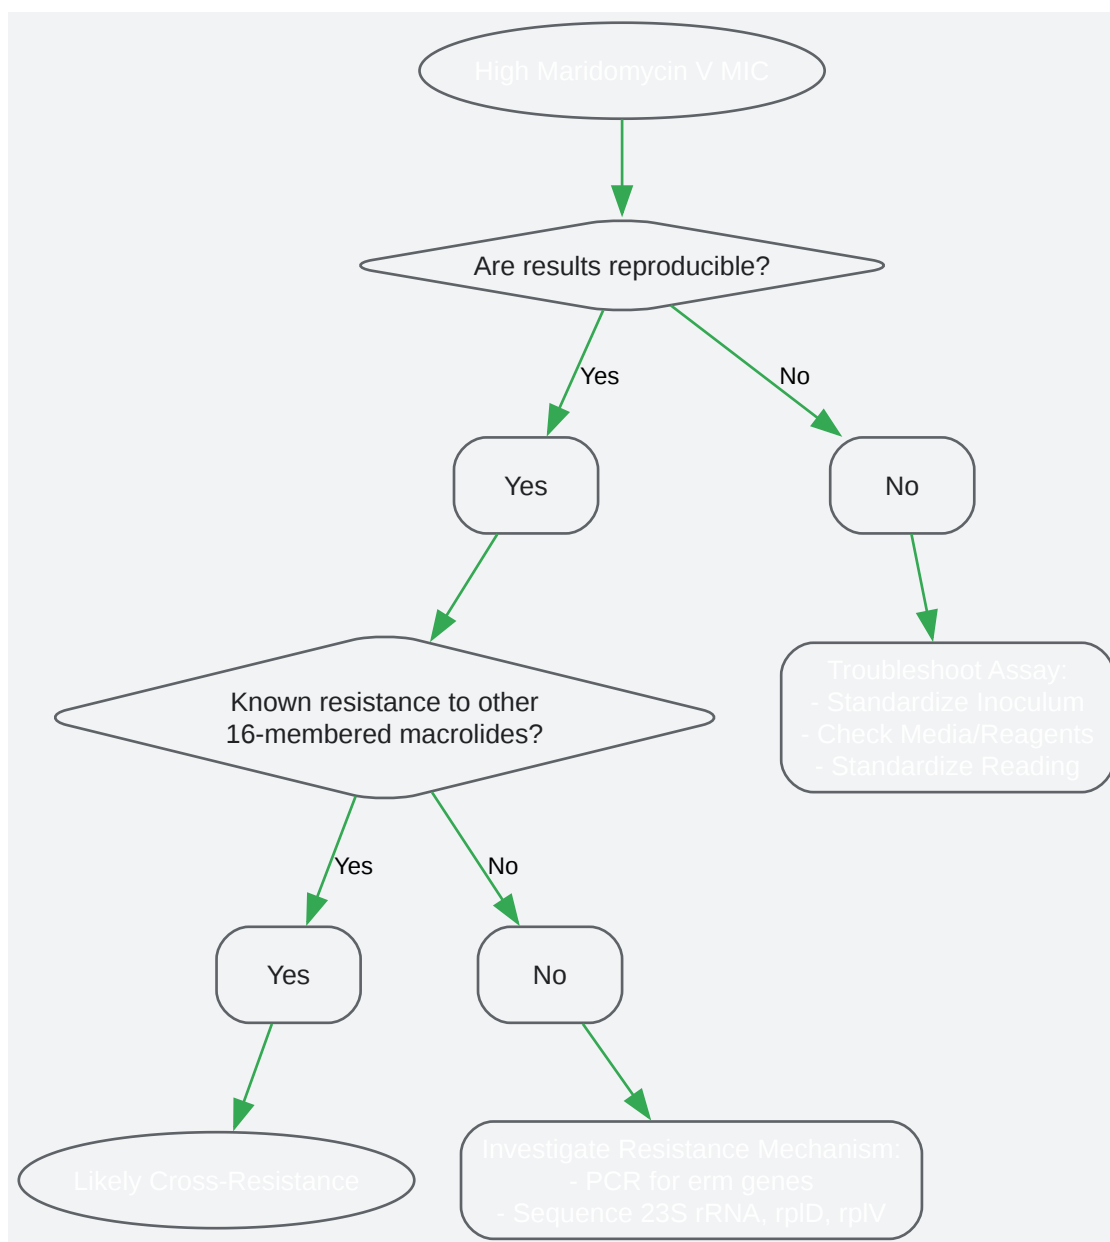 High Maridomycin V MIC
Are results reproducible?
Yes
No
Yes
No
Known resistance to other
16-membered macrolides?
Troubleshoot Assay:
- Standardize Inoculum
- Check Media/Reagents
- Standardize Reading
Yes
No
Yes
No
Likely Cross-Resistance
Investigate Resistance Mechanism:
- PCR for erm genes
- Sequence 23S rRNA, rplD, rplV